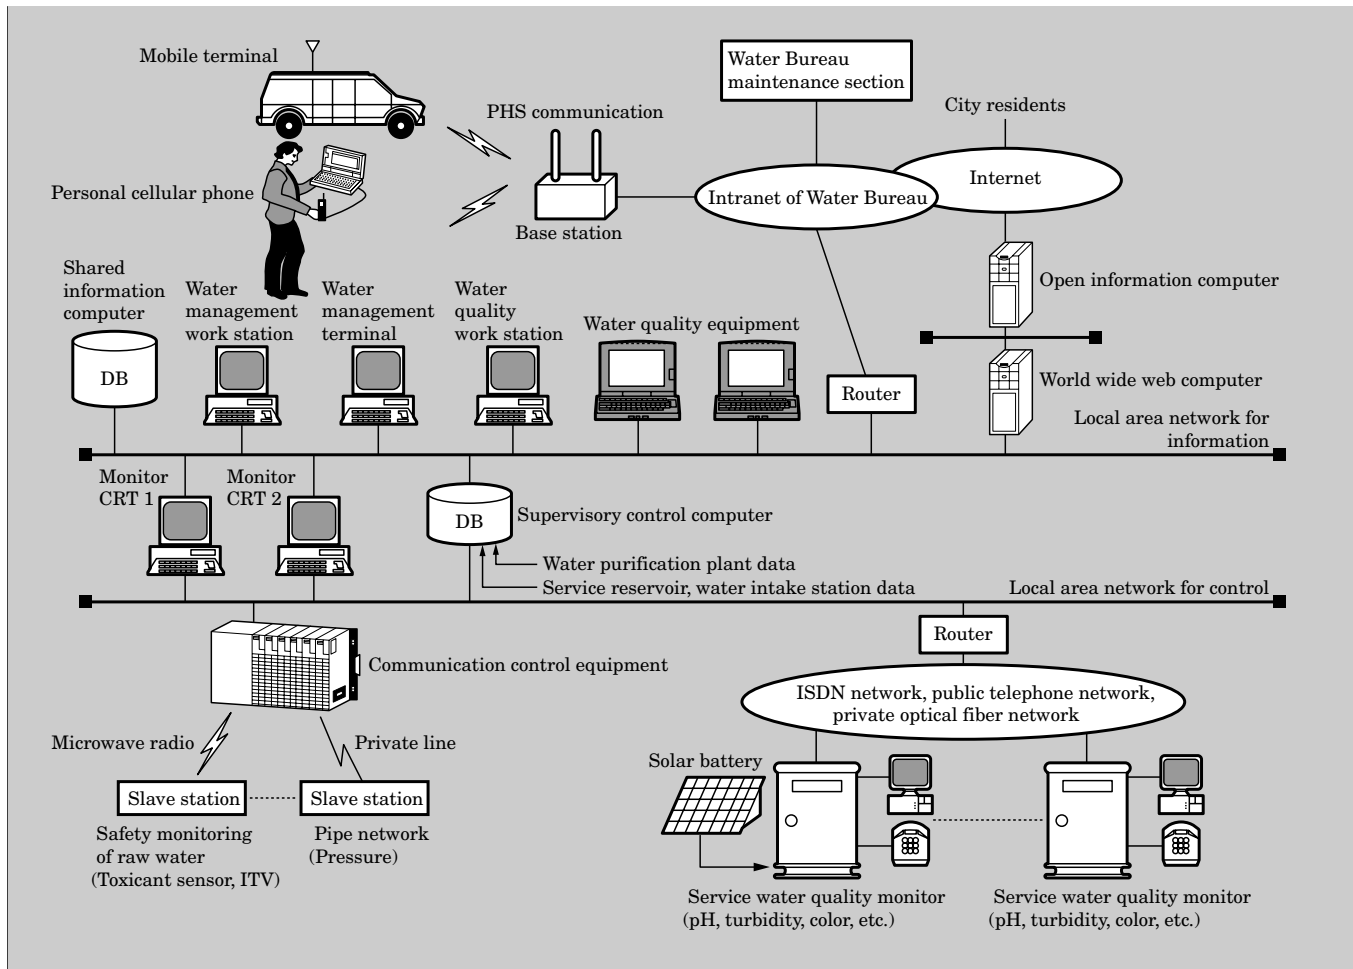 Mobile terminal
Water Bureau
maintenance section
PHS communication
City residents
Personal cellular phone
Internet
Intranet of Water Bureau
Base station
Shared
information
computer
Water
management
work station
Water
management
terminal
Water
quality
work station
Water quality equipment
Open information computer
DB
Router
World wide web computer
Local area network for
information
Monitor
CRT 1
Monitor
CRT 2
DB
Supervisory control computer
Water purification plant data
Service reservoir, water intake station data
Local area network for control
Router
Communication control equipment
ISDN network, public telephone network,
private optical fiber network
Microwave radio
Private line
Solar battery
Slave station
Slave station
Safety monitoring
of raw water
(Toxicant sensor, ITV)
Pipe network
(Pressure)
Service water quality monitor
(pH, turbidity, color, etc.)
Service water quality monitor
(pH, turbidity, color, etc.)